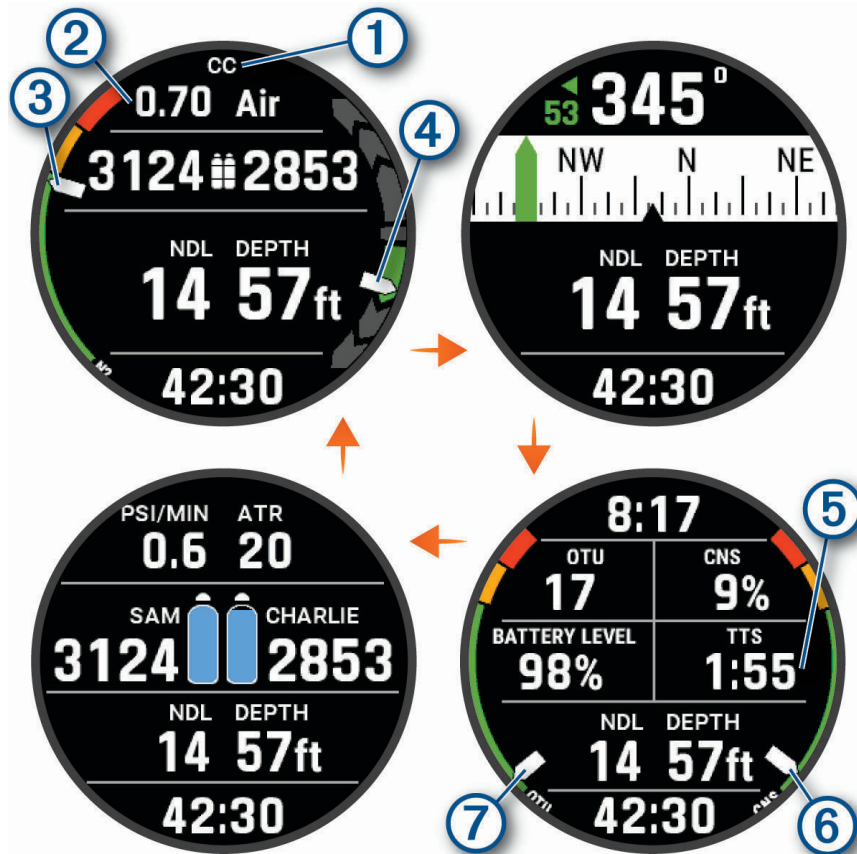 1
2
3
CC
0.70 Air
4
3124 2853
NDL DEPTH
14 57ft
42:30
N2
53 345°
NW N NE
NDL DEPTH
14 57ft
42:30
PSI/MIN ATR
0.6 20
SAM CHARLIE
3124 2853
NDL DEPTH
14 57ft
42:30
8:17
5
OTU CNS
17 9%
BATTERY LEVEL TTS
98% 1:55
NDL DEPTH
14 57ft
42:30
OTU CNS
7 6